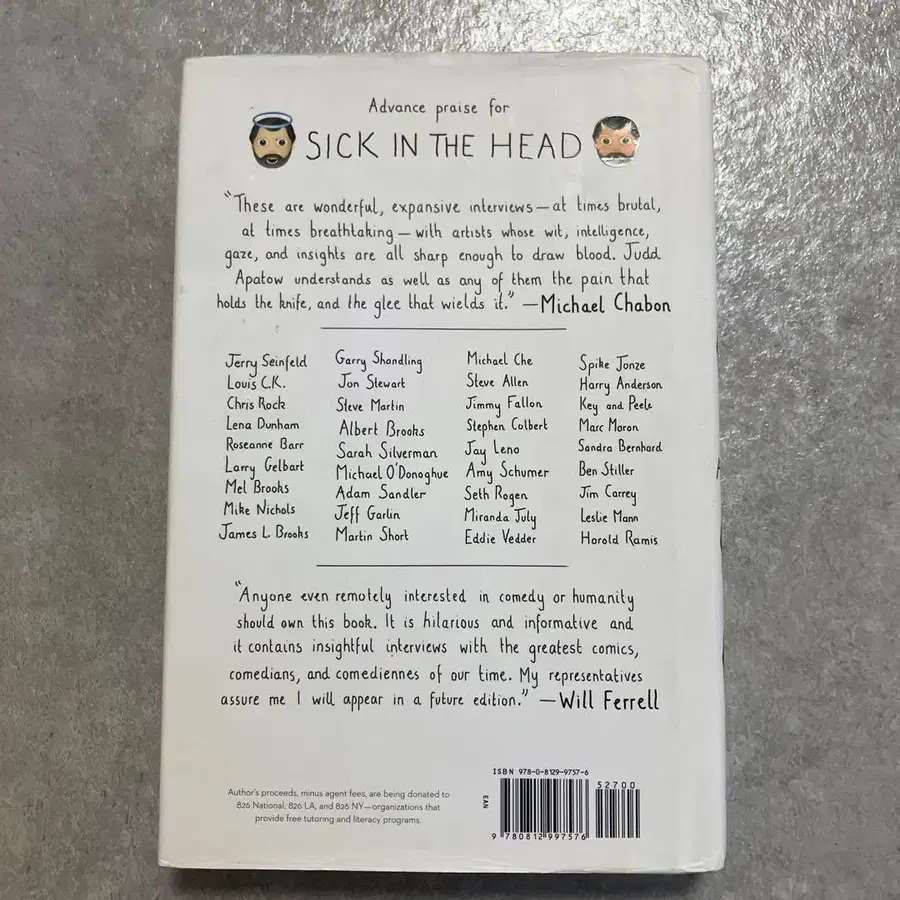 Advance praise for
SICK IN THE HEAD
“These are wonderful, expansive interviews—at times brutal,
at times breathtaking—with artists whose wit, intelligence,
gaze, and insights are all sharp enough to draw blood. Judd
Apatow understands as well as any of them the pain that
holds the knife, and the glee that wields it.” —Michael Chabon
Jerry Seinfeld
Louis C.K.
Chris Rock
Lena Dunham
Roseanne Barr
Larry Gelbart
Mel Brooks
Mike Nichols
James L. Brooks
Garry Shandling
Jon Stewart
Steve Martin
Albert Brooks
Sarah Silverman
Michael O'Donoghue
Adam Sandler
Jeff Garlin
Martin Short
Michael Che
Steve Allen
Jimmy Fallon
Stephen Colbert
Jay Leno
Amy Schumer
Seth Rogen
Miranda July
Eddie Vedder
Spike Jonze
Harry Anderson
Key and Peele
Marc Maron
Sandra Bernhard
Ben Stiller
Jim Carrey
Leslie Mann
Harold Ramis
“Anyone even remotely interested in comedy or humanity
should own this book. It is hilarious and informative and
it contains insightful interviews with the greatest comics,
comedians, and comediennes of our time. My representatives
assure me I will appear in a future edition.” —Will Ferrell
Author's proceeds, minus agent fees, are being donated to
826 National, 826 LA, and 826 NY—organizations that
provide free tutoring and literacy programs.
ISBN 978-0-8129-9757-6
52700
EAN
9 780812 997576